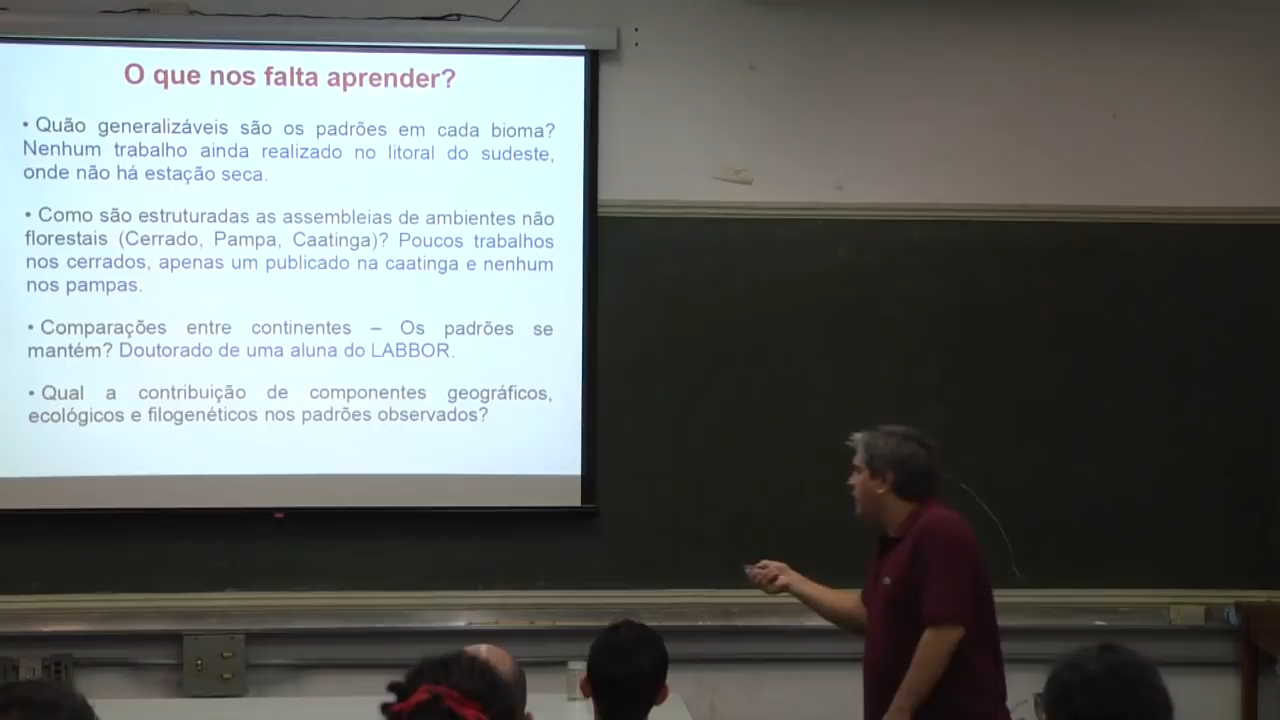 O que nos falta aprender?
• Quão generalizáveis são os padrões em cada bioma?
Nenhum trabalho ainda realizado no litoral do sudeste,
onde não há estação seca.
• Como são estruturadas as assembleias de ambientes não
florestais (Cerrado, Pampa, Caatinga)? Poucos trabalhos
nos cerrados, apenas um publicado na caatinga e nenhum
nos pampas.
• Comparações entre continentes – Os padrões se
mantém? Doutorado de uma aluna do LABBOR.
• Qual a contribuição de componentes geográficos,
ecológicos e filogenéticos nos padrões observados?